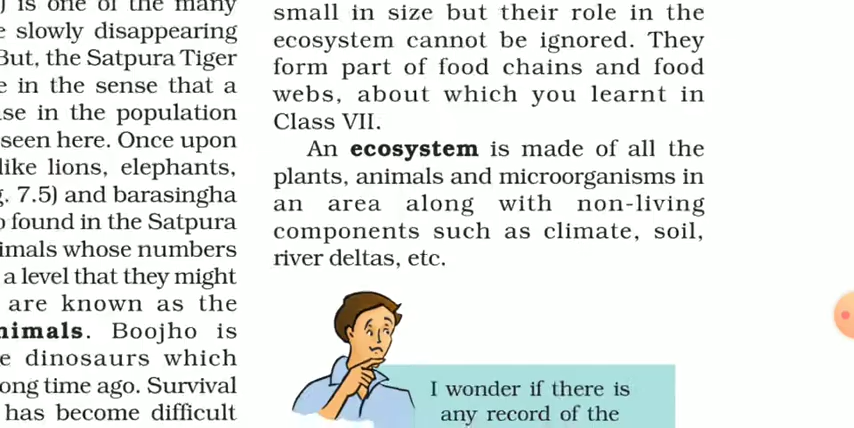 is one of the many
slowly disappearing
But, the Satpura Tiger
in the sense that a
in the population
seen here. Once upon
like lions, elephants,
7.5) and barasingha
found in the Satpura
whose numbers
a level that they might
are known as the
Boojho is
dinosaurs which
time ago. Survival
has become difficult
small in size but their role in the
ecosystem cannot be ignored. They
form part of food chains and food
webs, about which you learnt in
Class VII.
An ecosystem is made of all the
plants, animals and microorganisms in
an area along with non-living
components such as climate, soil,
river deltas, etc.
I wonder if there is
any record of the